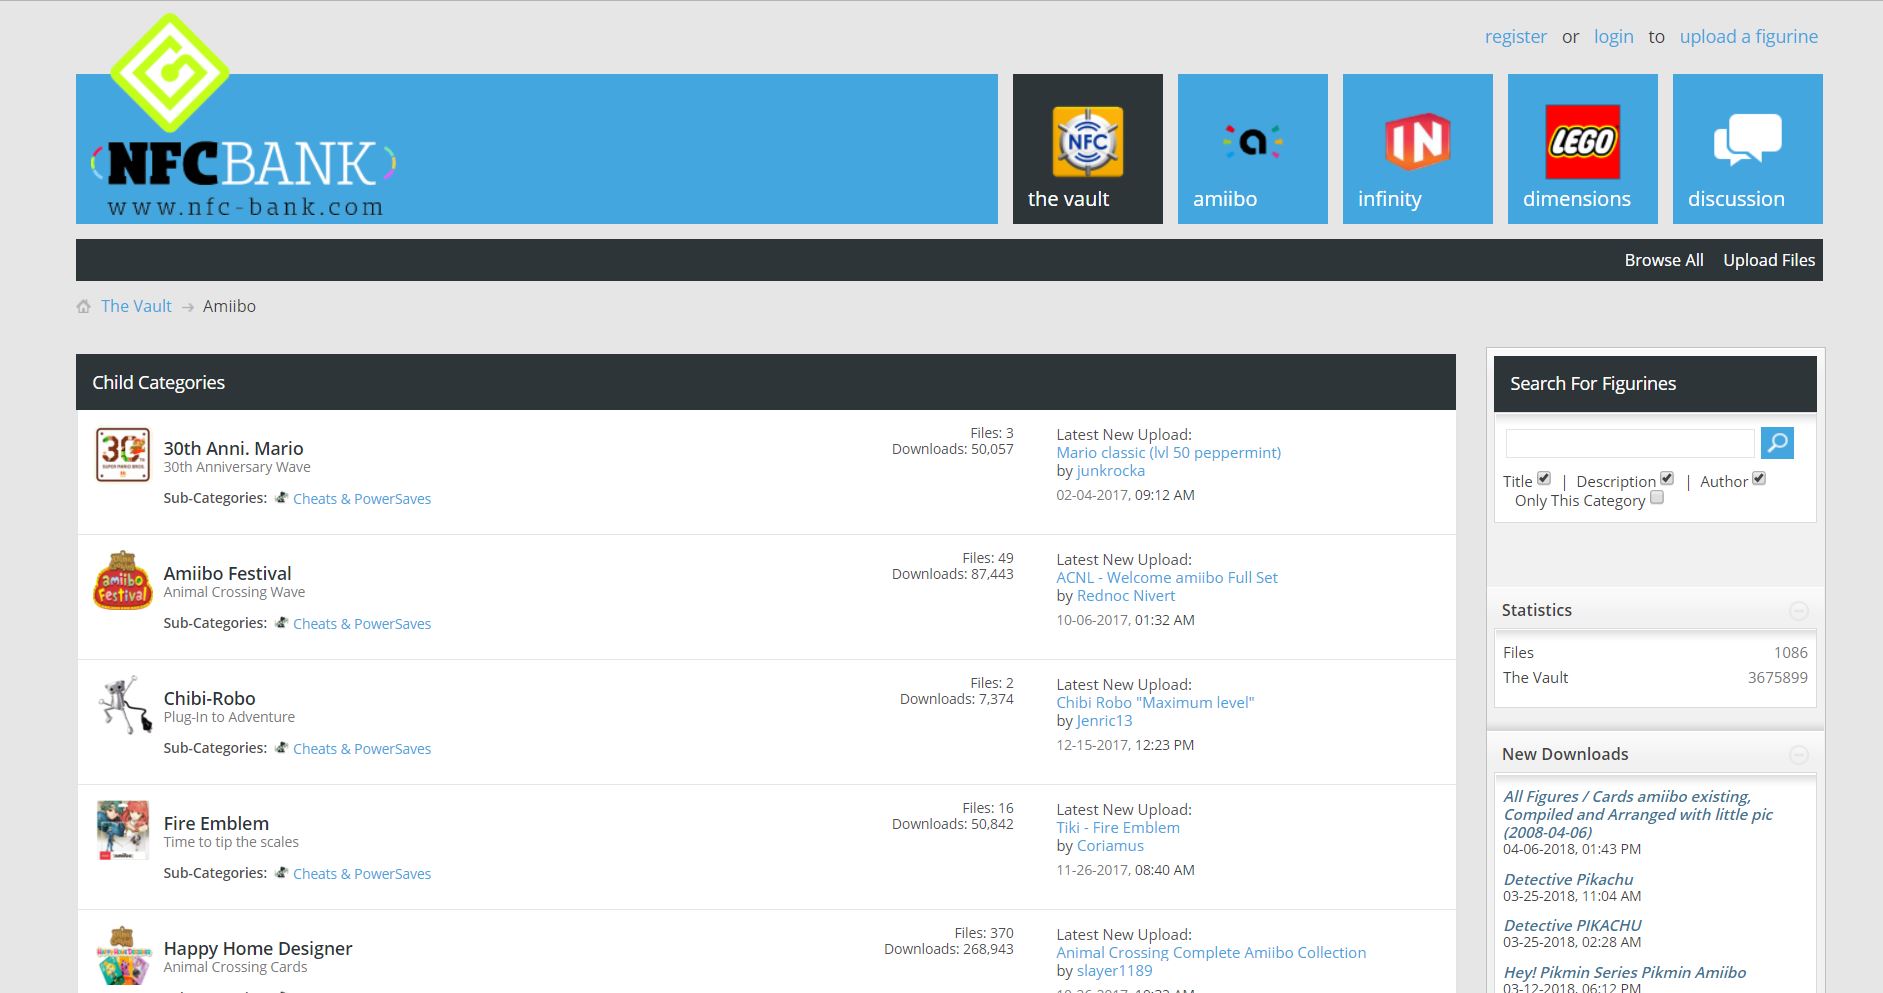 register or login to upload a figurine
NFCBANK
www.nfc-bank.com
NFC
the vault
a
amiibo
IN
infinity
LEGO
dimensions
discussion
Browse All Upload Files
The Vault → Amiibo
Child Categories
30th Anni. Mario
30th Anniversary Wave
Sub-Categories: Cheats & PowerSaves
Files: 3
Downloads: 50,057
Latest New Upload:
Mario classic (lvl 50 peppermint)
by junkrocka
02-04-2017, 09:12 AM
amiibo
Festival
Amiibo Festival
Animal Crossing Wave
Sub-Categories: Cheats & PowerSaves
Files: 49
Downloads: 87,443
Latest New Upload:
ACNL - Welcome amiibo Full Set
by Rednoc Nivert
10-06-2017, 01:32 AM
Chibi-Robo
Plug-In to Adventure
Sub-Categories: Cheats & PowerSaves
Files: 2
Downloads: 7,374
Latest New Upload:
Chibi Robo "Maximum level"
by Jenric13
12-15-2017, 12:23 PM
Fire Emblem
Time to tip the scales
Sub-Categories: Cheats & PowerSaves
Files: 16
Downloads: 50,842
Latest New Upload:
Tiki - Fire Emblem
by Coriamus
11-26-2017, 08:40 AM
Happy Home Designer
Animal Crossing Cards
Files: 370
Downloads: 268,943
Latest New Upload:
Animal Crossing Complete Amiibo Collection
by slayer1189
Search For Figurines
Title | Description | Author
Only This Category
Statistics
Files 1086
The Vault 3675899
New Downloads
All Figures / Cards amiibo existing,
Compiled and Arranged with little pic
(2008-04-06)
04-06-2018, 01:43 PM
Detective Pikachu
03-25-2018, 11:04 AM
Detective PIKACHU
03-25-2018, 02:28 AM
Hey! Pikmin Series Pikmin Amiibo
03-12-2018, 06:12 PM